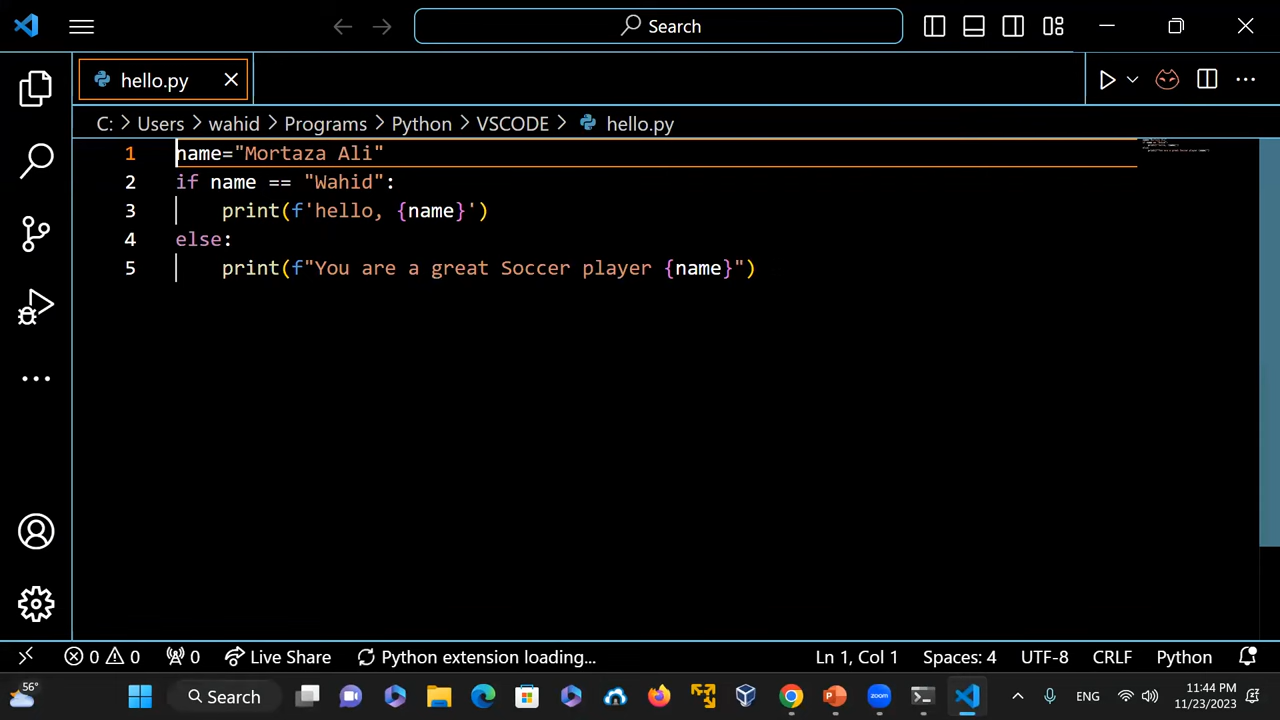 Search
hello.py
C: > Users > wahid > Programs > Python > VSCODE > hello.py
1 name="Mortaza Ali"
2 if name == "Wahid":
3     print(f'hello, {name}')
4 else:
5     print(f"You are a great Soccer player {name}")
0 0 0 Live Share Python extension loading... Ln 1, Col 1 Spaces: 4 UTF-8 CRLF Python
56° Search ENG 11:44 PM
11/23/2023